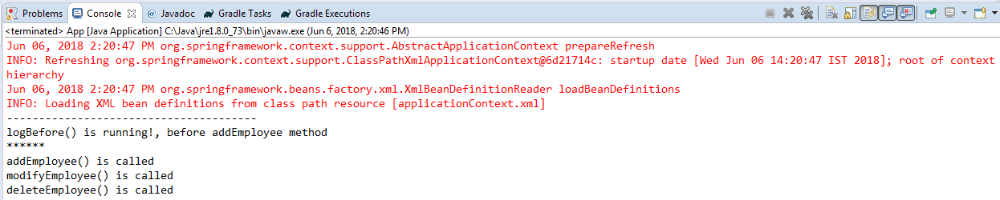 Problems Console Javadoc Gradle Tasks Gradle Executions
<terminated> App [Java Application] C:\Java\jre1.8.0_73\bin\javaw.exe (Jun 6, 2018, 2:20:46 PM)
Jun 06, 2018 2:20:47 PM org.springframework.context.support.AbstractApplicationContext prepareRefresh
INFO: Refreshing org.springframework.context.support.ClassPathXmlApplicationContext@6d21714c: startup date [Wed Jun 06 14:20:47 IST 2018]; root of context
hierarchy
Jun 06, 2018 2:20:47 PM org.springframework.beans.factory.xml.XmlBeanDefinitionReader loadBeanDefinitions
INFO: Loading XML bean definitions from class path resource [applicationContext.xml]
---------------------------------------
logBefore() is running!, before addEmployee method
******
addEmployee() is called
modifyEmployee() is called
deleteEmployee() is called